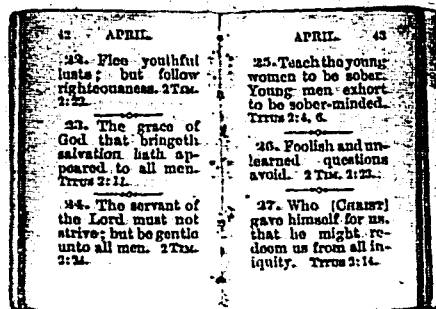 42 APRIL.
22. Flee youthful
lusts; but follow
righteousness. 2 TIM.
2:22.
23. The grace of
God that bringeth
salvation hath ap-
peared to all men.
TITUS 2:11.
24. The servant of
the Lord must not
strive; but be gentle
unto all men. 2 TIM.
2:24.
APRIL. 43
25. Teach the young
women to be sober.
Young men exhort
to be sober-minded.
TITUS 2:4, 6.
26. Foolish and un-
learned questions
avoid. 2 TIM. 2:23.
27. Who [CHRIST]
gave himself for us,
that he might re-
deem us from all in-
iquity. TITUS 2:14.